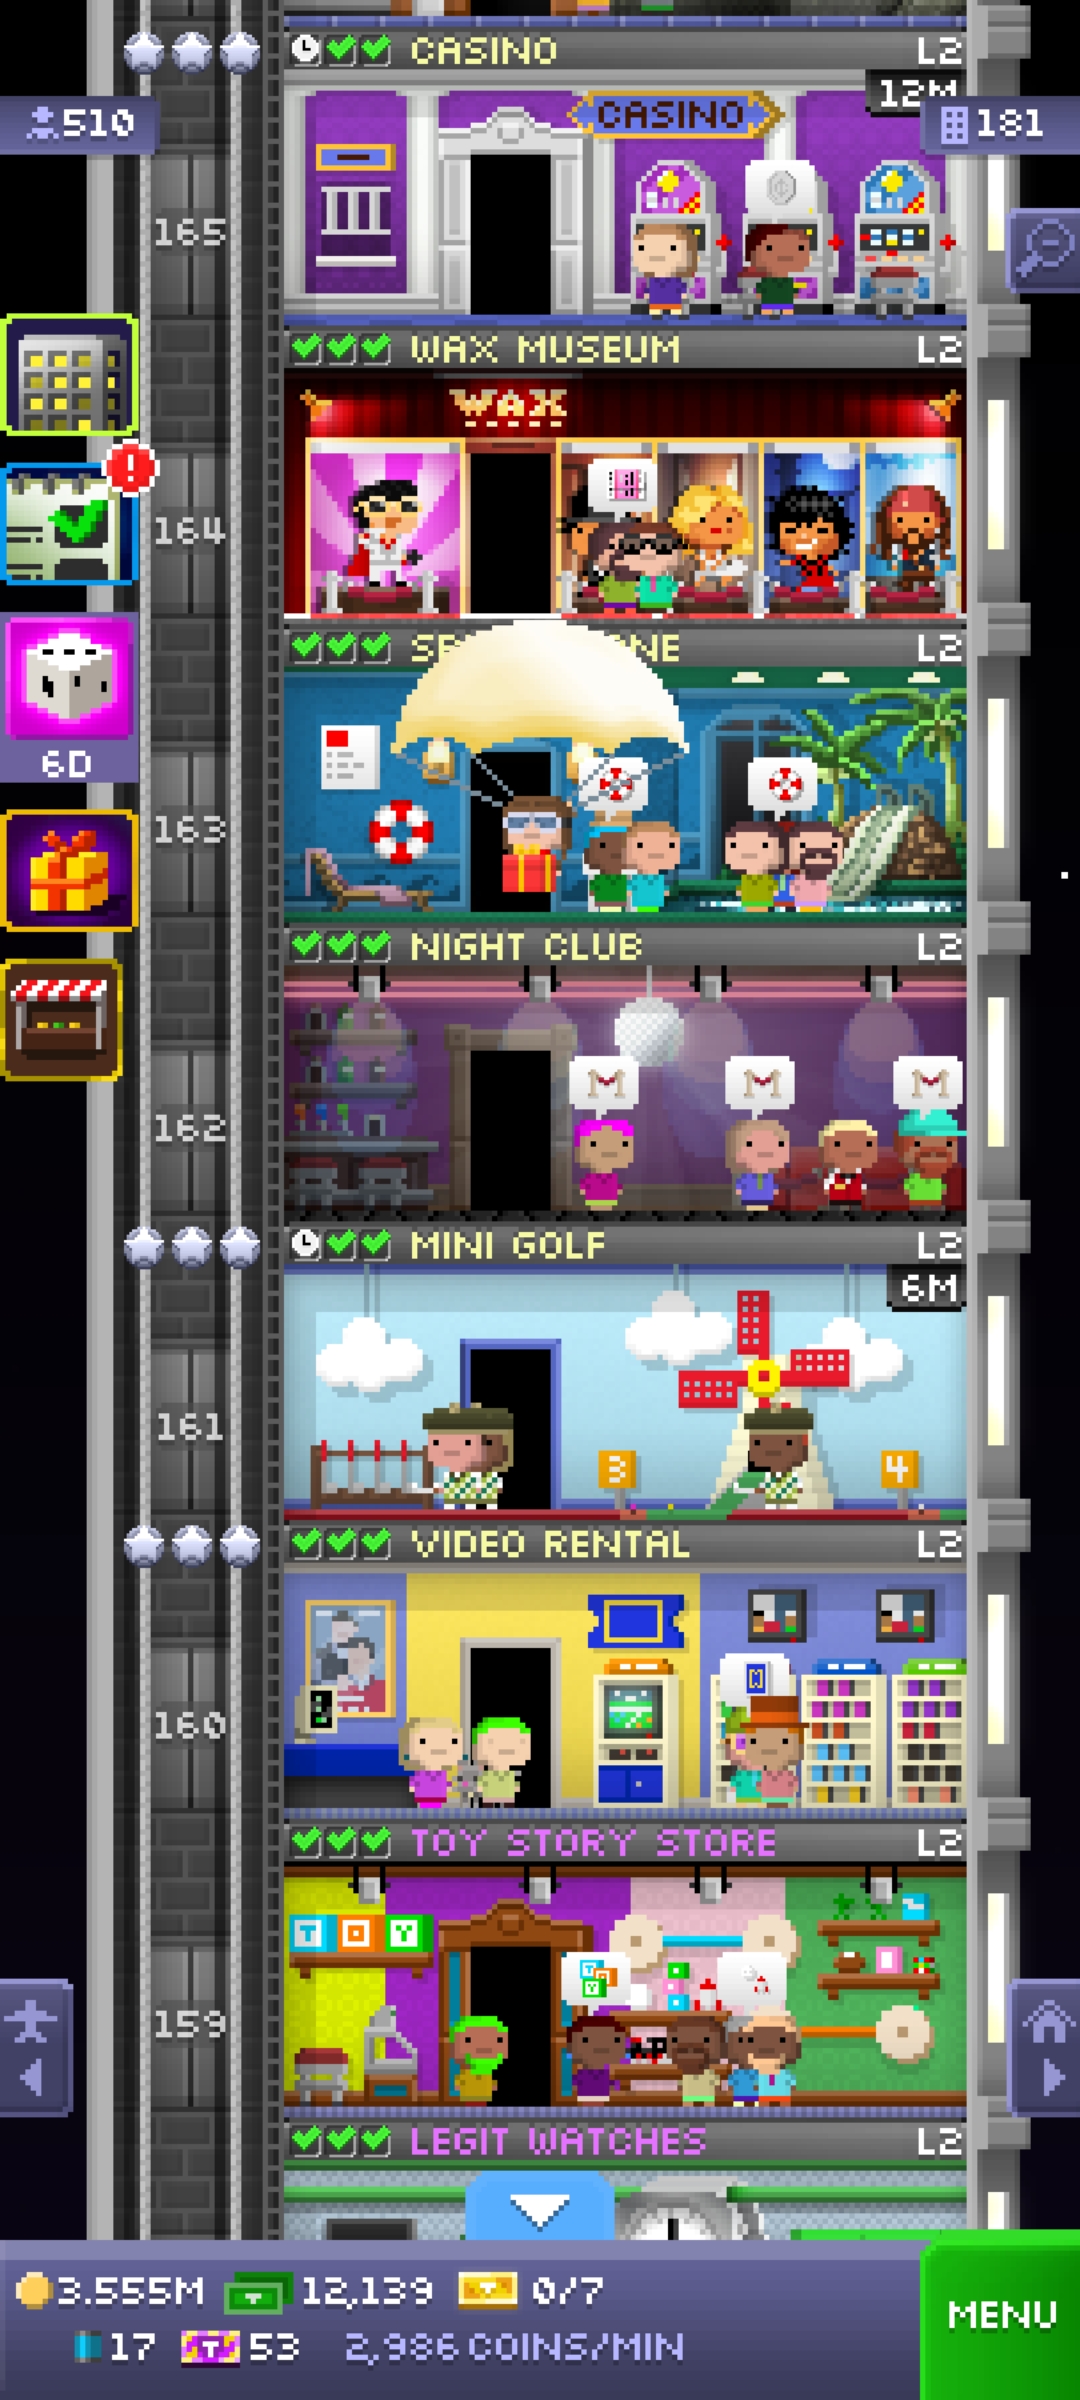 CASINO L2
12M
CASINO
510
181
165
WAX MUSEUM L2
WAX
164
L2
6D
163
NIGHT CLUB L2
162
MINI GOLF L2
6M
161
3
4
VIDEO RENTAL L2
160
TOY STORY STORE L2
TOY
159
LEGIT WATCHES L2
3.555M 12,139 0/7
MENU
17 T 53 2,986 COINS/MIN